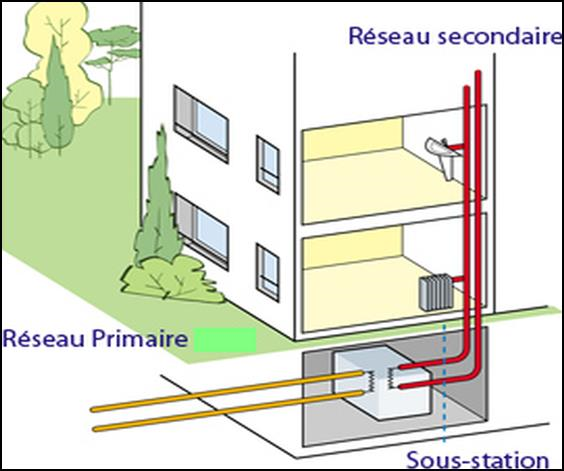 Réseau secondaire
Réseau Primaire
Sous-station